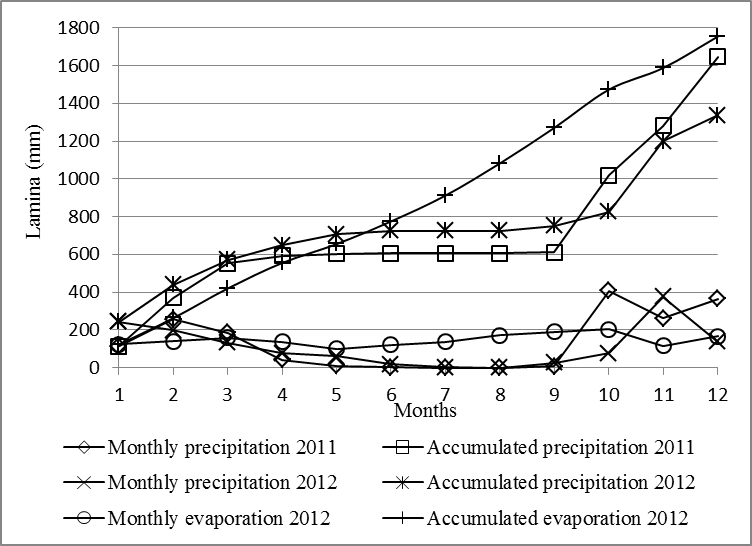 Lamina (mm)
1800
1600
1400
1200
1000
800
600
400
200
0
1 2 3 4 5 6 7 8 9 10 11 12
Months
Monthly precipitation 2011 Accumulated precipitation 2011
Monthly precipitation 2012 Accumulated precipitation 2012
Monthly evaporation 2012 Accumulated evaporation 2012